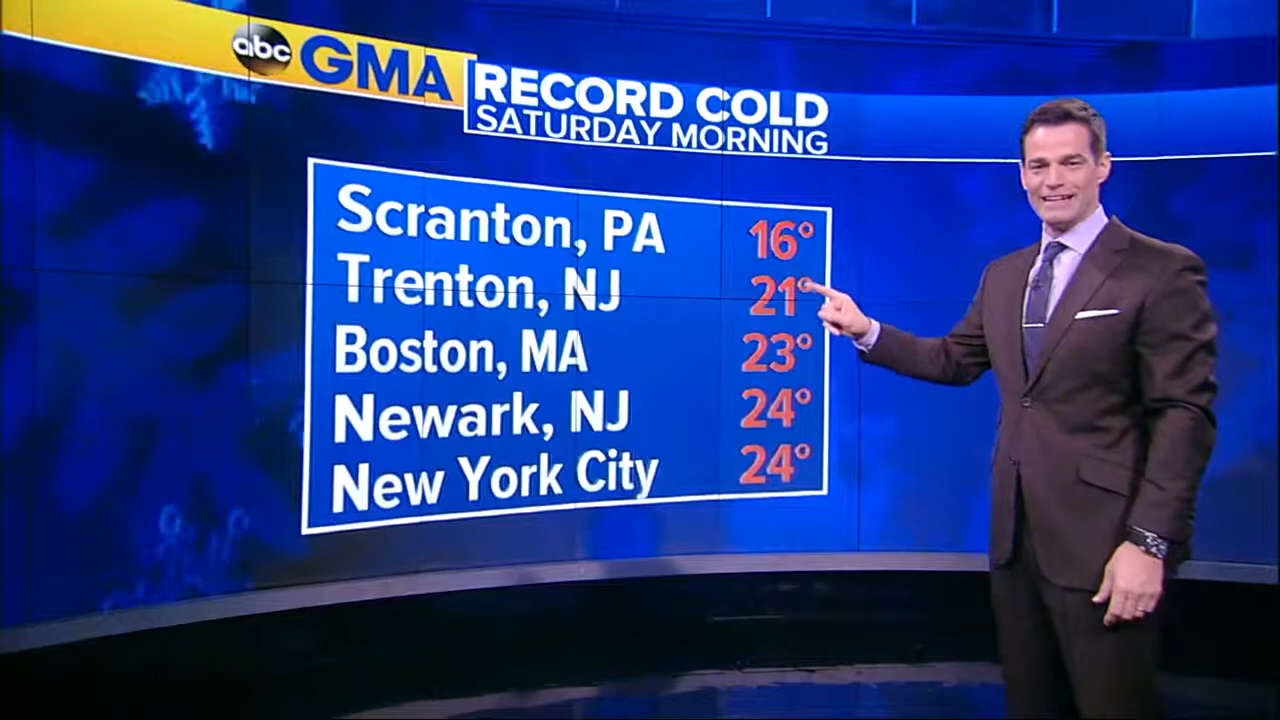 abc GMA
RECORD COLD
SATURDAY MORNING
Scranton, PA 16°
Trenton, NJ 21°
Boston, MA 23°
Newark, NJ 24°
New York City 24°